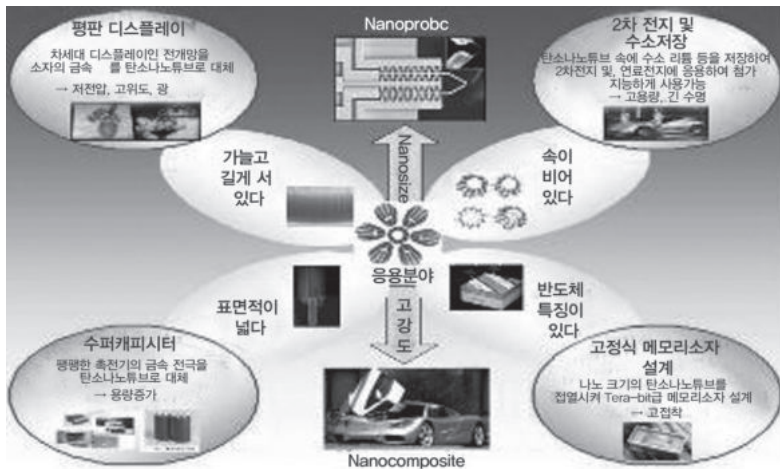 평판 디스플레이
차세대 디스플레이인 전개망을
소자의 금속 를 탄소나노튜브로 대체
→ 저전압, 고위도, 광
Nanoprobc
2차 전지 및
수소저장
탄소나노튜브 속에 수소 리튬 등을 저장하여
2차전지 및, 연료전지에 응용하여 첨가
지능하게 사용가능
→ 고용량, 긴 수명
가늘고
길게 서
있다
Nanosize
속이
비어
있다
응용분야
표면적이
넓다
고강도
반도체
특징이
있다
수퍼캐피시터
평평한 축전기의 금속 전극을
탄소나노튜브로 대체
→ 용량증가
고정식 메모리소자
설계
나노 크기의 탄소나노튜브를
접열시켜 Tera-bit급 메모리소자 설계
→ 고접착
Nanocomposite